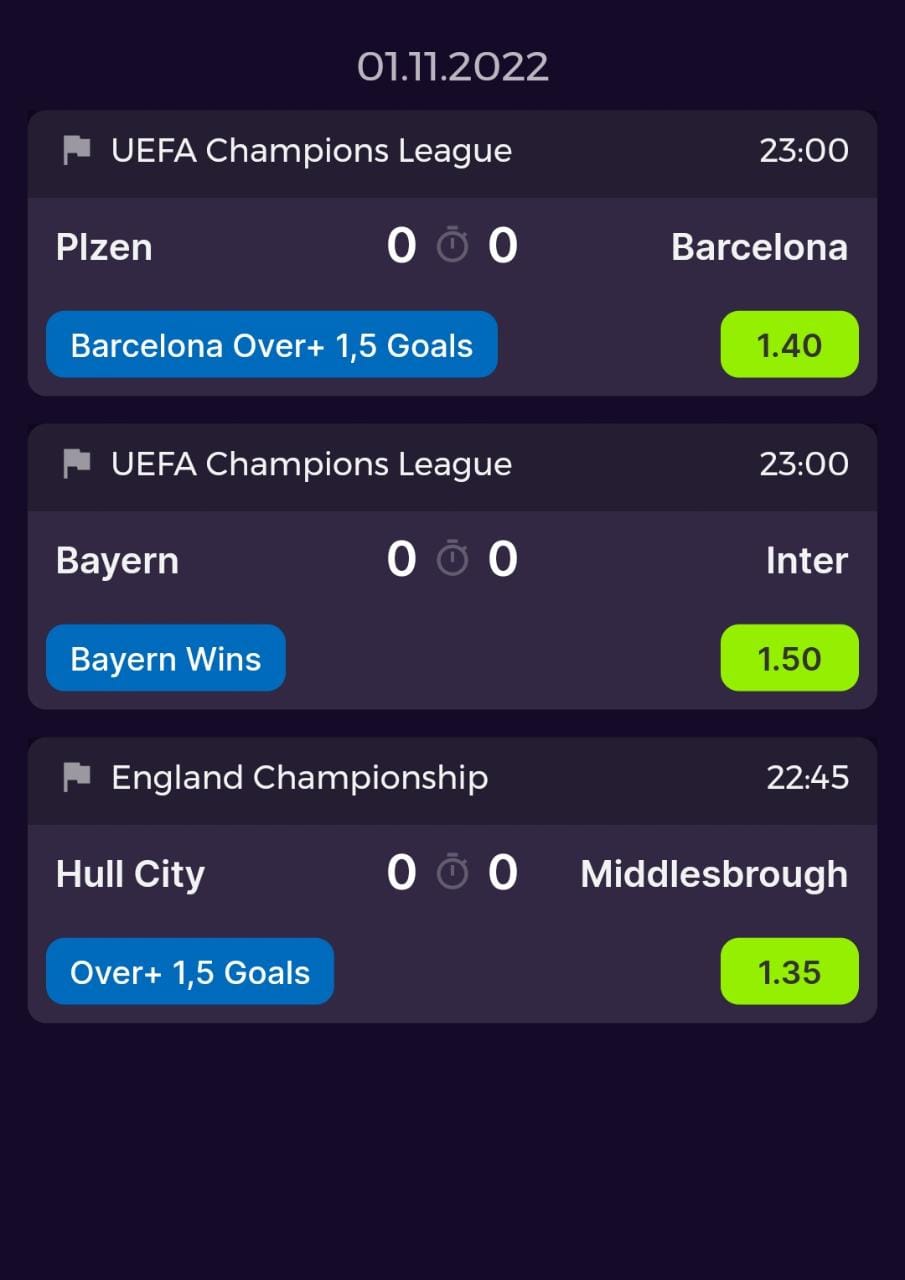 01.11.2022
UEFA Champions League 23:00
Plzen 0 0 Barcelona
Barcelona Over+ 1,5 Goals 1.40
UEFA Champions League 23:00
Bayern 0 0 Inter
Bayern Wins 1.50
England Championship 22:45
Hull City 0 0 Middlesbrough
Over+ 1,5 Goals 1.35